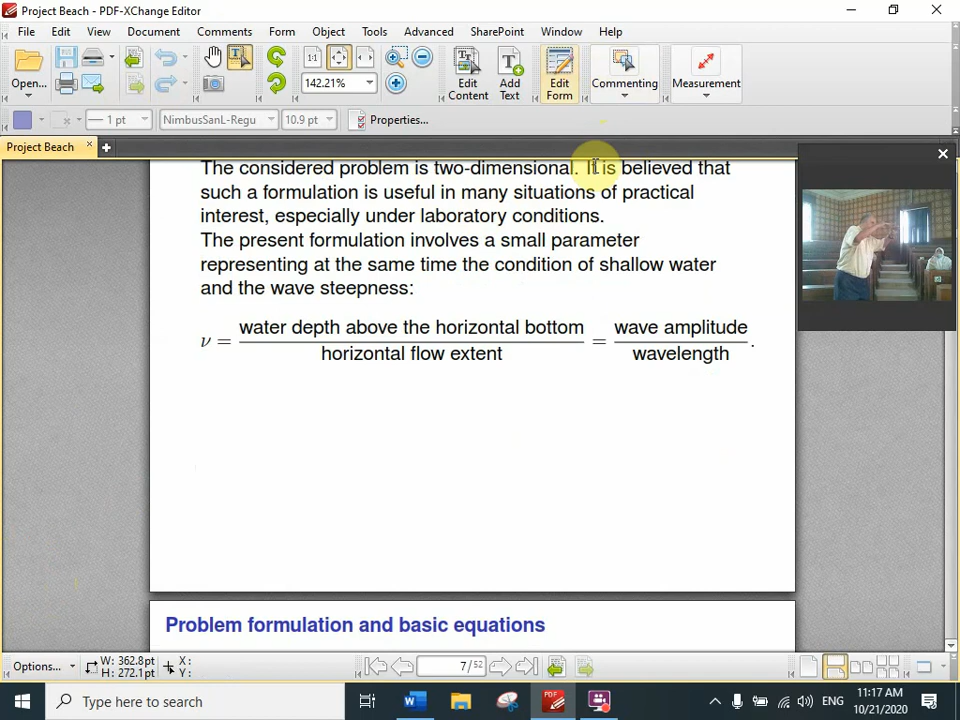 Project Beach - PDF-XChange Editor
File Edit View Document Comments Form Object Tools Advanced SharePoint Window Help
Open...
1:1
142.21%
Edit Content
Add Text
Edit Form
Commenting
Measurement
1 pt
NimbusSanL-Regu
10.9 pt
Properties...
Project Beach
The considered problem is two-dimensional. It is believed that
such a formulation is useful in many situations of practical
interest, especially under laboratory conditions.
The present formulation involves a small parameter
representing at the same time the condition of shallow water
and the wave steepness:
ν = water depth above the horizontal bottom / horizontal flow extent = wave amplitude / wavelength .
Problem formulation and basic equations
Options...
W: 362.8pt
H: 272.1pt
X:
Y:
7/52
Type here to search
PDF
ENG
11:17 AM
10/21/2020